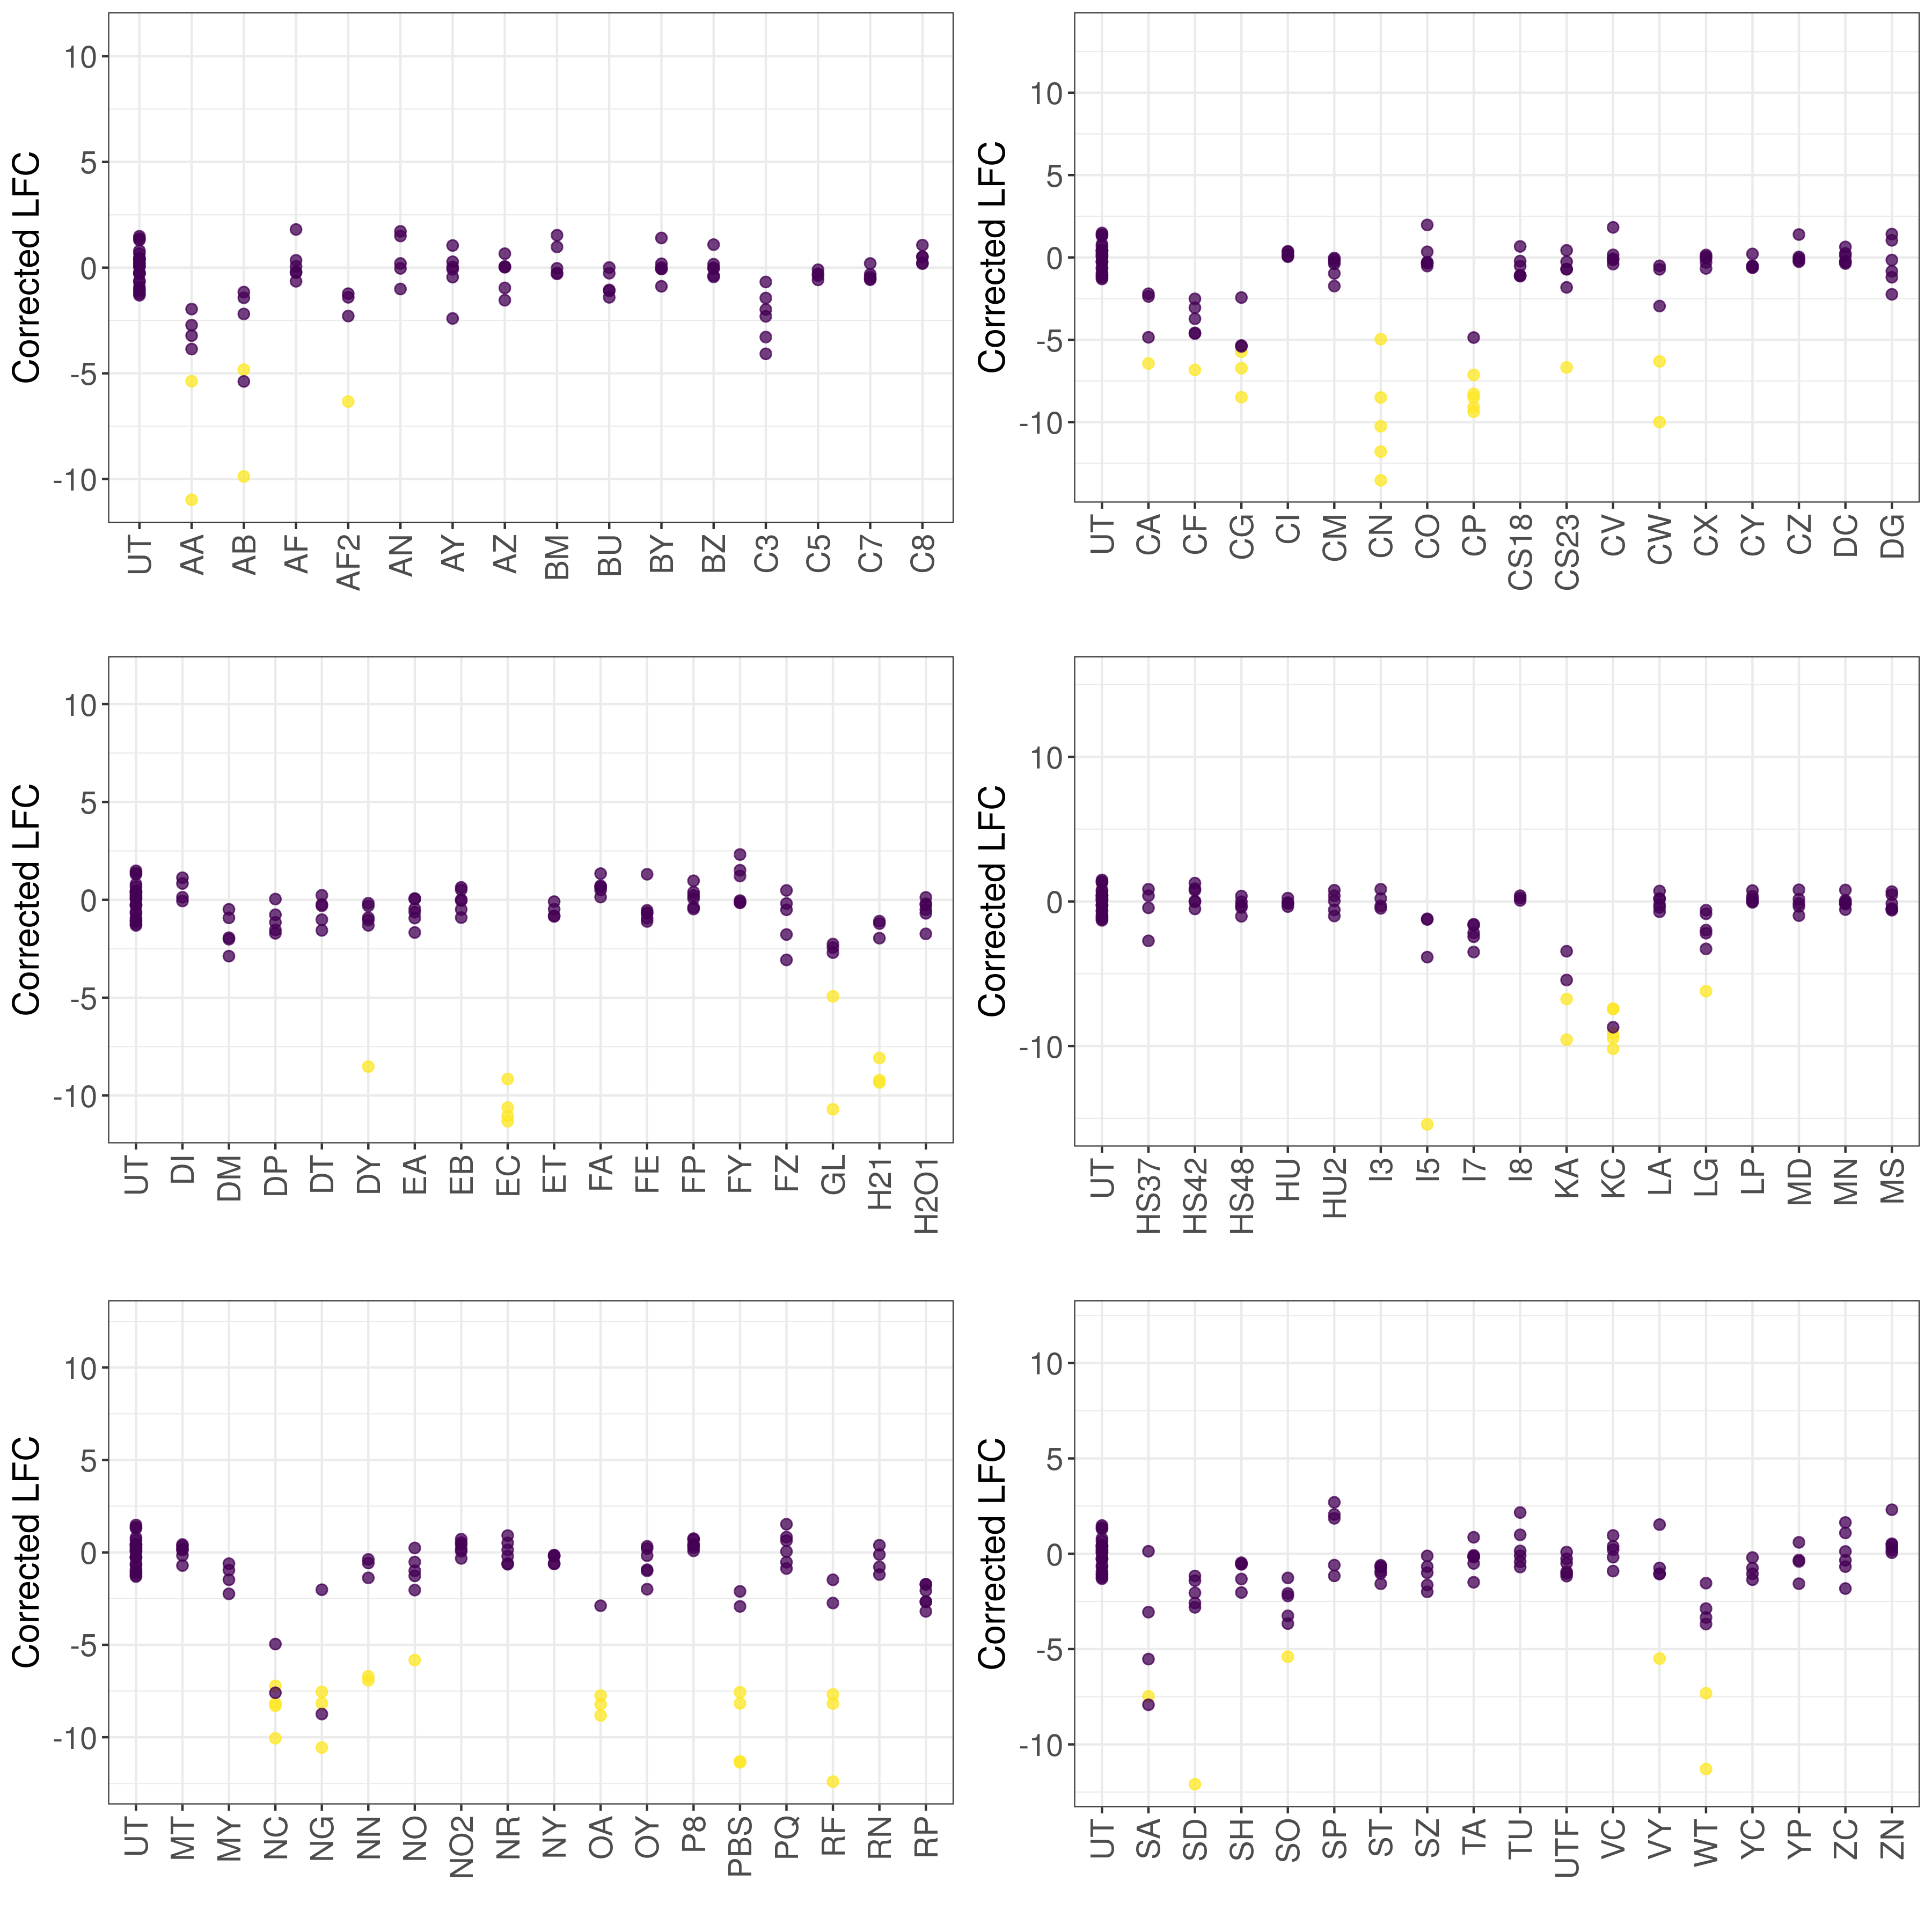 Corrected LFC
10
5
0
-5
-10
UT AA AB AF AF2 AN AY AZ BM BU BY BZ C3 C5 C7 C8
Corrected LFC
10
5
0
-5
-10
UT CA CF CG CI CM CN CO CP CS18 CS23 CV CW CX CY CZ DC DG
Corrected LFC
10
5
0
-5
-10
UT DI DM DP DT DY EA EB EC ET FA FE FP FY FZ GL H21 H2O1
Corrected LFC
10
5
0
-5
-10
UT HS37 HS42 HS48 HU HU2 I3 I5 I7 I8 KA KC LA LG LP MD MN MS
Corrected LFC
10
5
0
-5
-10
UT MT MY NC NG NN NO NO2 NR NY OA OY P8 PBS PQ RF RN RP
Corrected LFC
10
5
0
-5
-10
UT SA SD SH SO SP ST SZ TA TU UTF VC VY WT YC YP ZC ZN